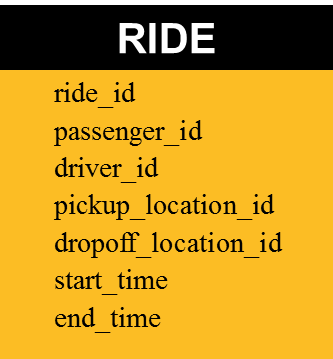 RIDE
ride_id
passenger_id
driver_id
pickup_location_id
dropoff_location_id
start_time
end_time